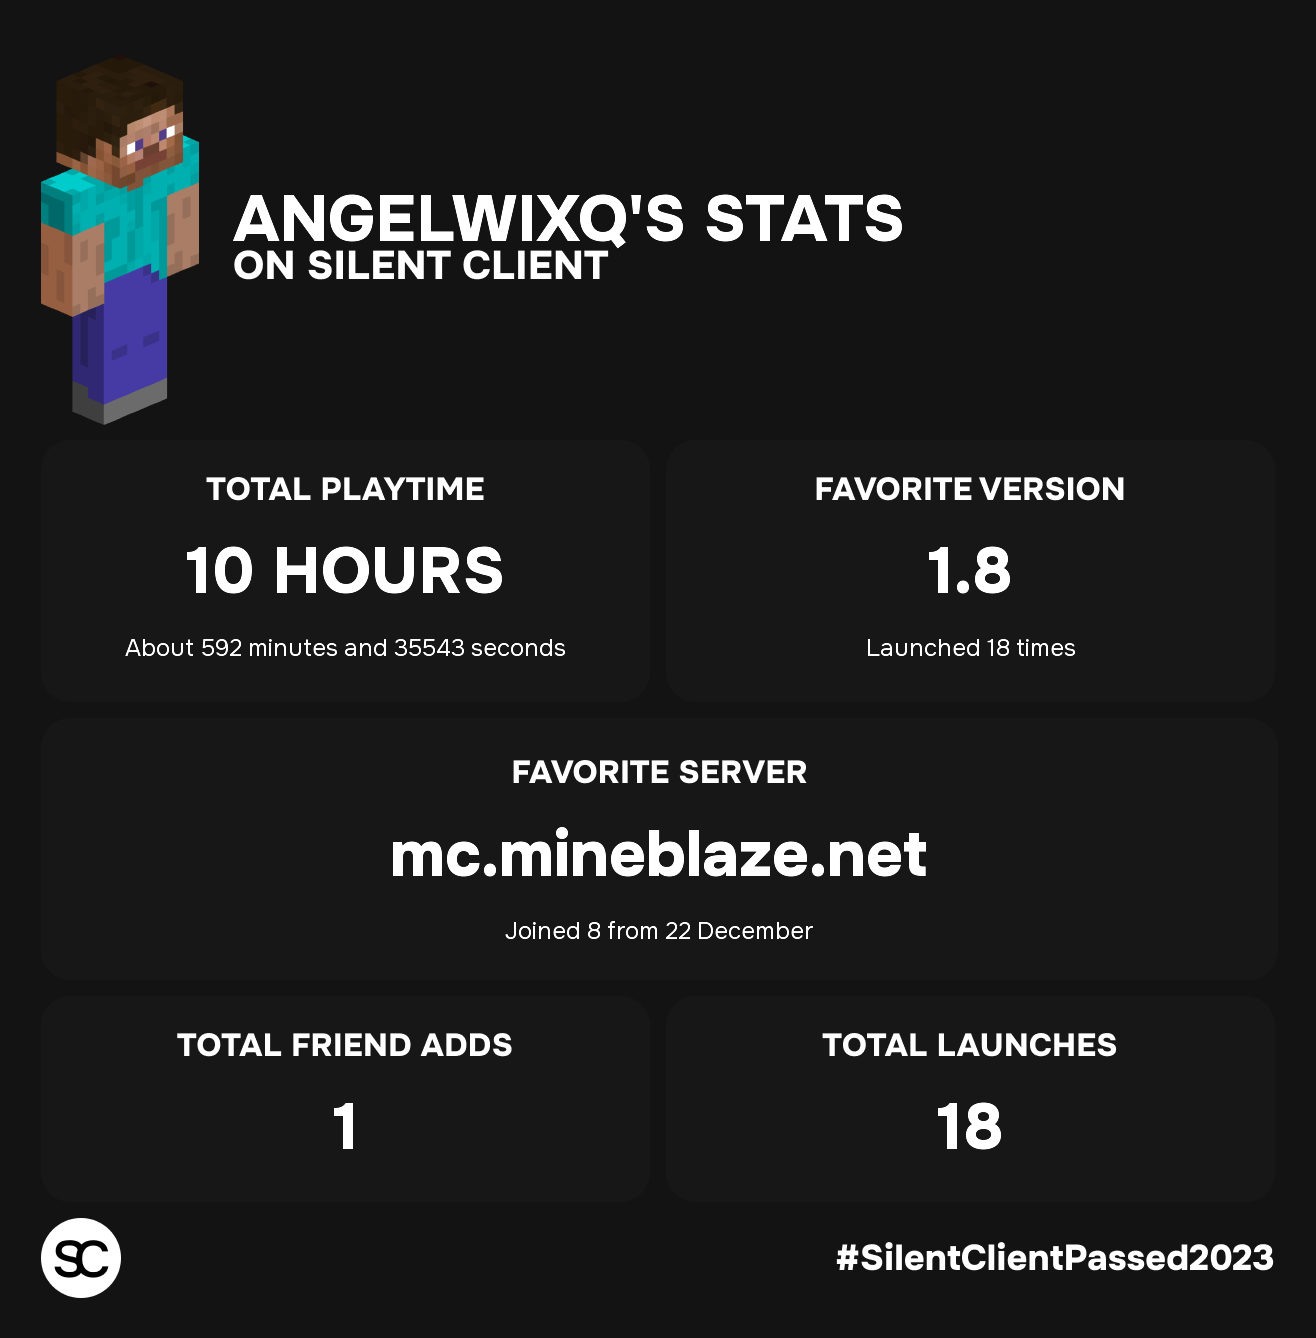 ANGELWIXQ'S STATS
ON SILENT CLIENT
TOTAL PLAYTIME
10 HOURS
About 592 minutes and 35543 seconds
FAVORITE VERSION
1.8
Launched 18 times
FAVORITE SERVER
mc.mineblaze.net
Joined 8 from 22 December
TOTAL FRIEND ADDS
1
TOTAL LAUNCHES
18
SC
#SilentClientPassed2023